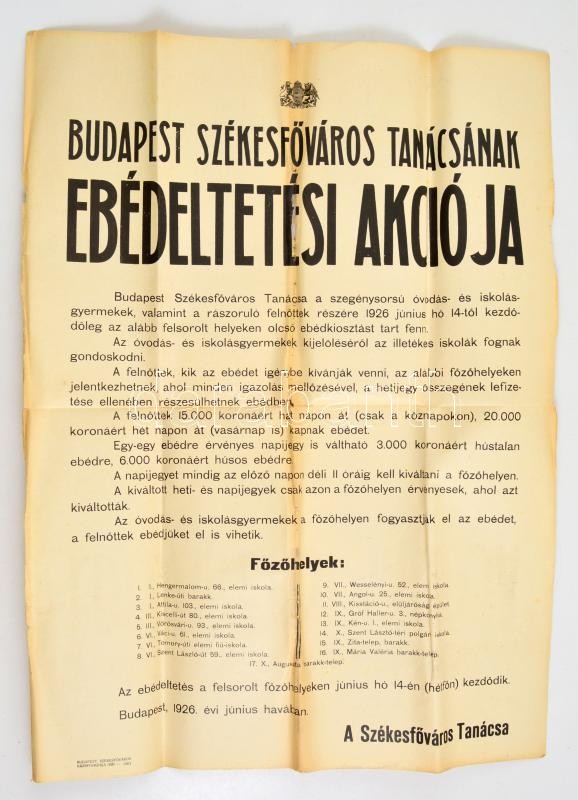 BUDAPEST SZÉKESFŐVÁROS TANÁCSÁNAK
EBÉDELTETÉSI AKCIÓJA
Budapest Székesfőváros Tanácsa a szegénysorsú óvodás- és iskolás-
gyermekek, valamint a rászoruló felnőttek részére 1926 június hó 14-től kezdő-
dőleg az alább felsorolt helyeken olcsó ebédkiosztást tart fenn.
Az óvodás- és iskolásgyermekek kijelöléséről az illetékes iskolák fognak
gondoskodni.
A felnőttek, kik az ebédet igénybe kívánják venni, az alábbi főzőhelyeken
jelentkezhetnek, ahol minden igazolás mellőzésével, a hetijegy összegének lefize-
tése ellenében részesülhetnek ebédben.
A felnőttek 15.000 koronáért hat napon át (csak a köznapokon), 20.000
koronáért hét napon át (vasárnap is) kapnak ebédet.
Egy-egy ebédre érvényes napijegy is váltható 3.000 koronáért hústalan
ebédre, 6.000 koronáért húsos ebédre.
A napijegyet mindig az előző napon déli 11 óráig kell kiváltani a főzőhelyen.
A kiváltott heti- és napijegyek csak azon a főzőhelyen érvényesek, ahol azt
kiváltották.
Az óvodás- és iskolásgyermekek a főzőhelyen fogyasztják el az ebédet,
a felnőttek ebédjüket el is vihetik.
Főzőhelyek:
1. I., Hengermalom-u. 66., elemi iskola.
2. I., Lenke-úti barakk.
3. I., Attila-u. 103., elemi iskola.
4. III., Kiscelli-út 80., elemi iskola.
5. III., Vörösvári-u. 93., elemi iskola.
6. VI., Váci-u. 61., elemi iskola.
7. VI., Tomory-úti elemi fiú-iskola.
8. VI., Szent László-út 59., elemi iskola.
9. VII., Wesselényi-u. 52., elemi iskola.
10. VII., Angol-u. 25., elemi iskola.
11. VIII., Kisstáció-u., elüljáróság épület.
12. IX., Gróf Haller-u. 3., népkonyha.
13. IX., Kén-u. 1., elemi iskola.
14. X., Szent László-téri polgári iskola.
15. IX., Zita-telep, barakk.
16. IX., Mária Valéria barakk-telep.
17. X., Auguszta barakk-telep.
Az ebédeltetés a felsorolt főzőhelyeken június hó 14-én (hétfőn) kezdődik.
Budapest, 1926. évi június havában.
A Székesfőváros Tanácsa
BUDAPEST, SZÉKESFŐVÁROS